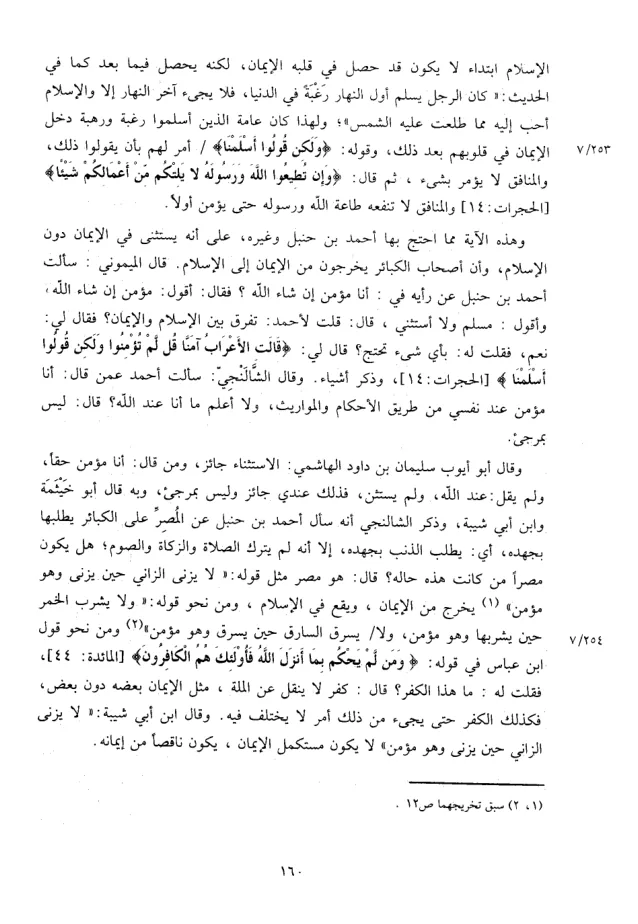 الإسلام ابتداء لا يكون قد حصل في قلبه الإيمان، لكنه يحصل فيما بعد كما في
الحديث: « كان الرجل يسلم أول النهار رَغْبَةً في الدنيا، فلا يجىء آخر النهار إلا والإسلام
أحب إليه مما طلعت عليه الشمس»؛ ولهذا كان عامة الذين أسلموا رغبة ورهبة دخل
الإيمان في قلوبهم بعد ذلك، وقوله: ﴿وَلَكِن قُولُوا أَسْلَمْنَا﴾ / أمر لهم بأن يقولوا ذلك، ٧/٢٥٣
والمنافق لا يؤمر بشىء ، ثم قال: ﴿وَإِن تُطِيعُوا اللَّهَ وَرَسُولَهُ لا يَلِتْكُم مِّنْ أَعْمَالِكُمْ شَيْئًا﴾
[الحجرات: ١٤] والمنافق لا تنفعه طاعة اللّه ورسوله حتى يؤمن أولاً.
وهذه الآية مما احتج بها أحمد بن حنبل وغيره، على أنه يستثنى في الإيمان دون
الإسلام، وأن أصحاب الكبائر يخرجون من الإيمان إلى الإسلام. قال الميموني : سألت
أحمد بن حنبل عن رأيه في : أنا مؤمن إن شاء اللّه ؟ فقال: أقول: مؤمن إن شاء اللّه،
وأقول : مسلم ولا أستثني ، قال: قلت لأحمد: تفرق بين الإسلام والإيمان؟ فقال لي:
نعم، فقلت له: بأي شىء تحتج؟ قال لي: ﴿قَالَتِ الأَعْرَابُ آمَنَّا قُل لَّمْ تُؤْمِنُوا وَلَكِن قُولُوا
أَسْلَمْنَا ﴾ [الحجرات: ١٤]، وذكر أشياء. وقال الشَّالَنْجِيّ: سألت أحمد عمن قال: أنا
مؤمن عند نفسي من طريق الأحكام والمواريث، ولا أعلم ما أنا عند اللّه؟ قال: ليس
بمرجئ.
وقال أبو أيوب سليمان بن داود الهاشمي: الاستثناء جائز، ومن قال: أنا مؤمن حقاً،
ولم يقل: عند اللّه، ولم يستثن، فذلك عندي جائز وليس بمرجئ، وبه قال أبو خَيْثَمَة
وابن أبي شيبة، وذكر الشالنجي أنه سأل أحمد بن حنبل عن المُصِرِّ على الكبائر يطلبها
بجهده، أي: يطلب الذنب بجهده، إلا أنه لم يترك الصلاة والزكاة والصوم؛ هل يكون
مصراً من كانت هذه حاله؟ قال: هو مصر مثل قوله: « لا يزنى الزاني حين يزنى وهو
مؤمن» (١) يخرج من الإيمان ، ويقع في الإسلام ، ومن نحو قوله: « ولا يشرب الخمر
حين يشربها وهو مؤمن، ولا/ يسرق السارق حين يسرق وهو مؤمن»(٢) ومن نحو قول ٧/٢٥٤
ابن عباس في قوله: ﴿ وَمَن لَّمْ يَحْكُم بِمَا أَنزَلَ اللَّهُ فَأُوْلَئِكَ هُمُ الْكَافِرُونَ﴾ [المائدة: ٤٤]،
فقلت له : ما هذا الكفر؟ قال : كفر لا ينقل عن الملة ، مثل الإيمان بعضه دون بعض،
فكذلك الكفر حتى يجىء من ذلك أمر لا يختلف فيه. وقال ابن أبي شيبة: « لا يزنى
الزاني حين يزنى وهو مؤمن» لا يكون مستكمل الإيمان ، يكون ناقصاً من إيمانه.
(١، ٢) سبق تخريجهما ص١٢ .
١٦٠